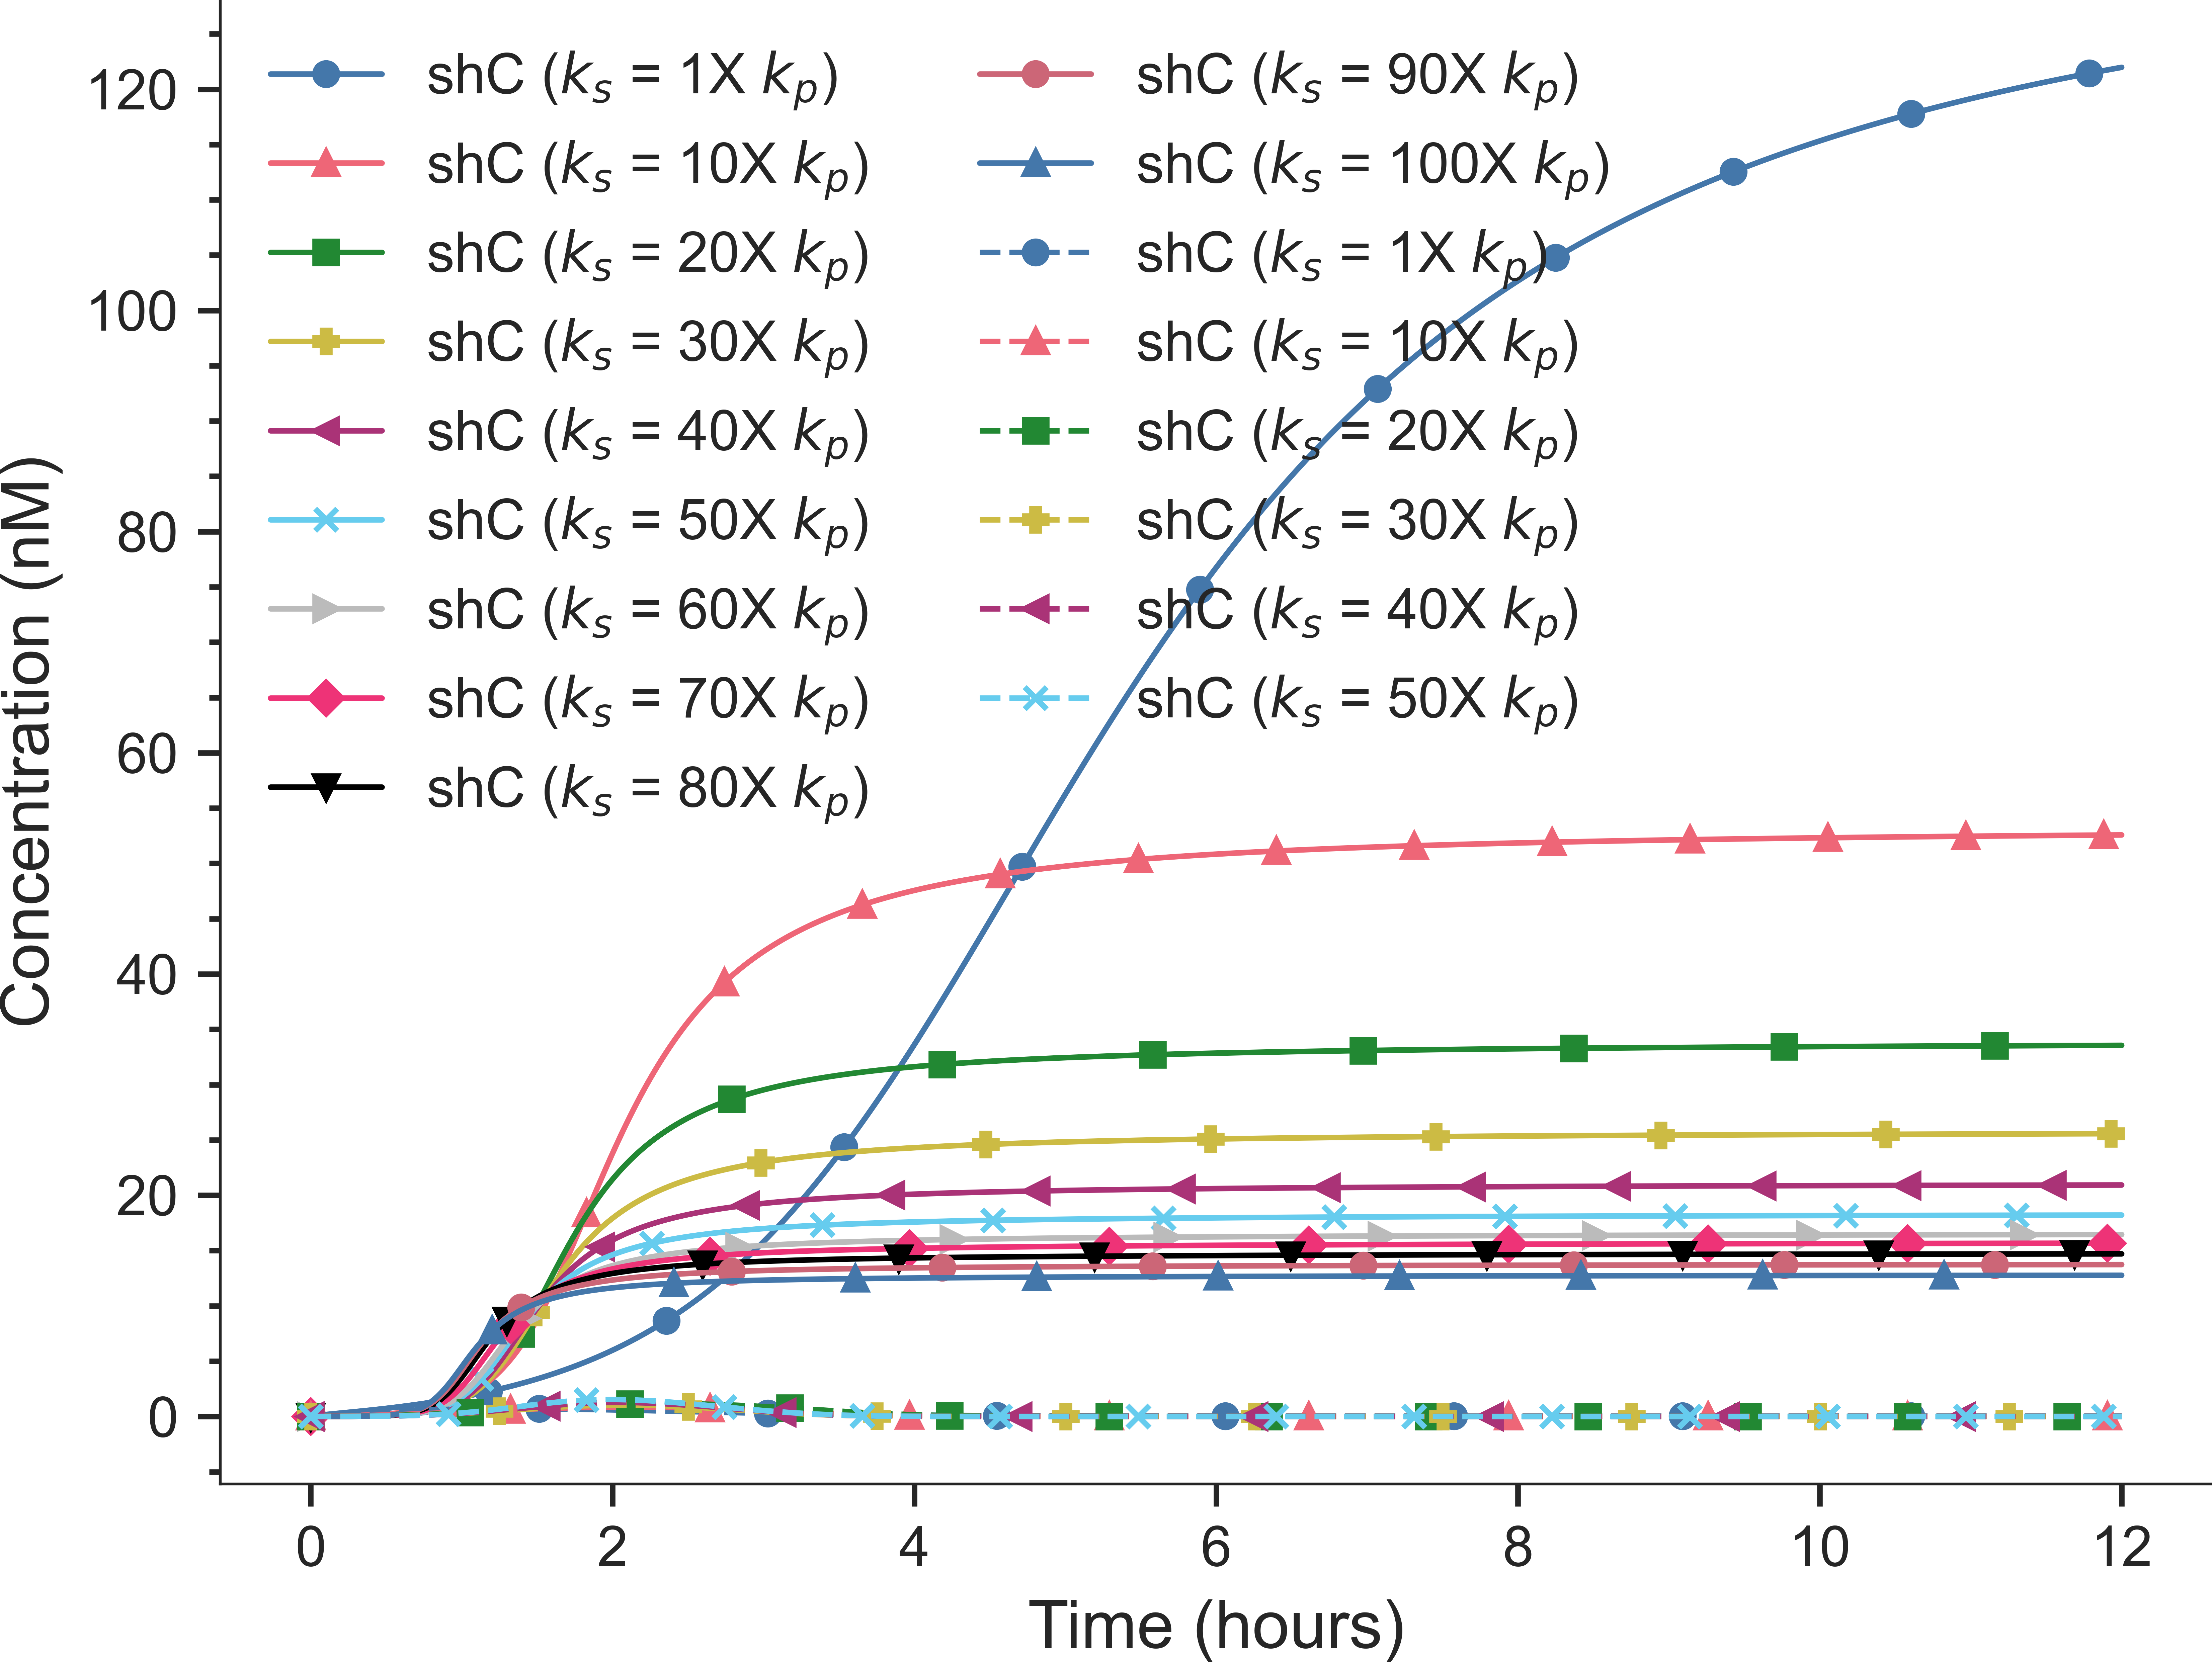 Concentration (nM)
120
100
80
60
40
20
0
shC (ks = 1X kp)
shC (ks = 10X kp)
shC (ks = 20X kp)
shC (ks = 30X kp)
shC (ks = 40X kp)
shC (ks = 50X kp)
shC (ks = 60X kp)
shC (ks = 70X kp)
shC (ks = 80X kp)
shC (ks = 90X kp)
shC (ks = 100X kp)
shC (ks = 1X kp)
shC (ks = 10X kp)
shC (ks = 20X kp)
shC (ks = 30X kp)
shC (ks = 40X kp)
shC (ks = 50X kp)
0 2 4 6 8 10 12
Time (hours)